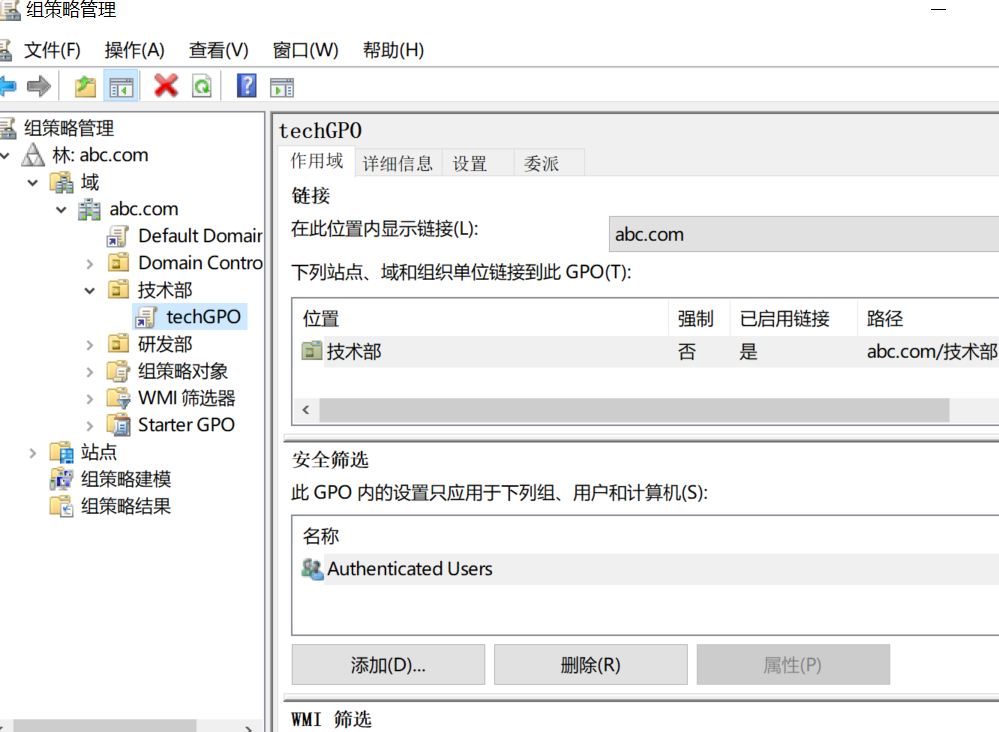 组策略管理
文件(F) 操作(A) 查看(V) 窗口(W) 帮助(H)
组策略管理
林: abc.com
域
abc.com
Default Domain
Domain Contro
技术部
techGPO
研发部
组策略对象
WMI 筛选器
Starter GPO
站点
组策略建模
组策略结果
techGPO
作用域 详细信息 设置 委派
链接
在此位置内显示链接(L): abc.com
下列站点、域和组织单位链接到此 GPO(T):
位置 强制 已启用链接 路径
技术部 否 是 abc.com/技术部
安全筛选
此 GPO 内的设置只应用于下列组、用户和计算机(S):
名称
Authenticated Users
添加(D)... 删除(R) 属性(P)
WMI 筛选